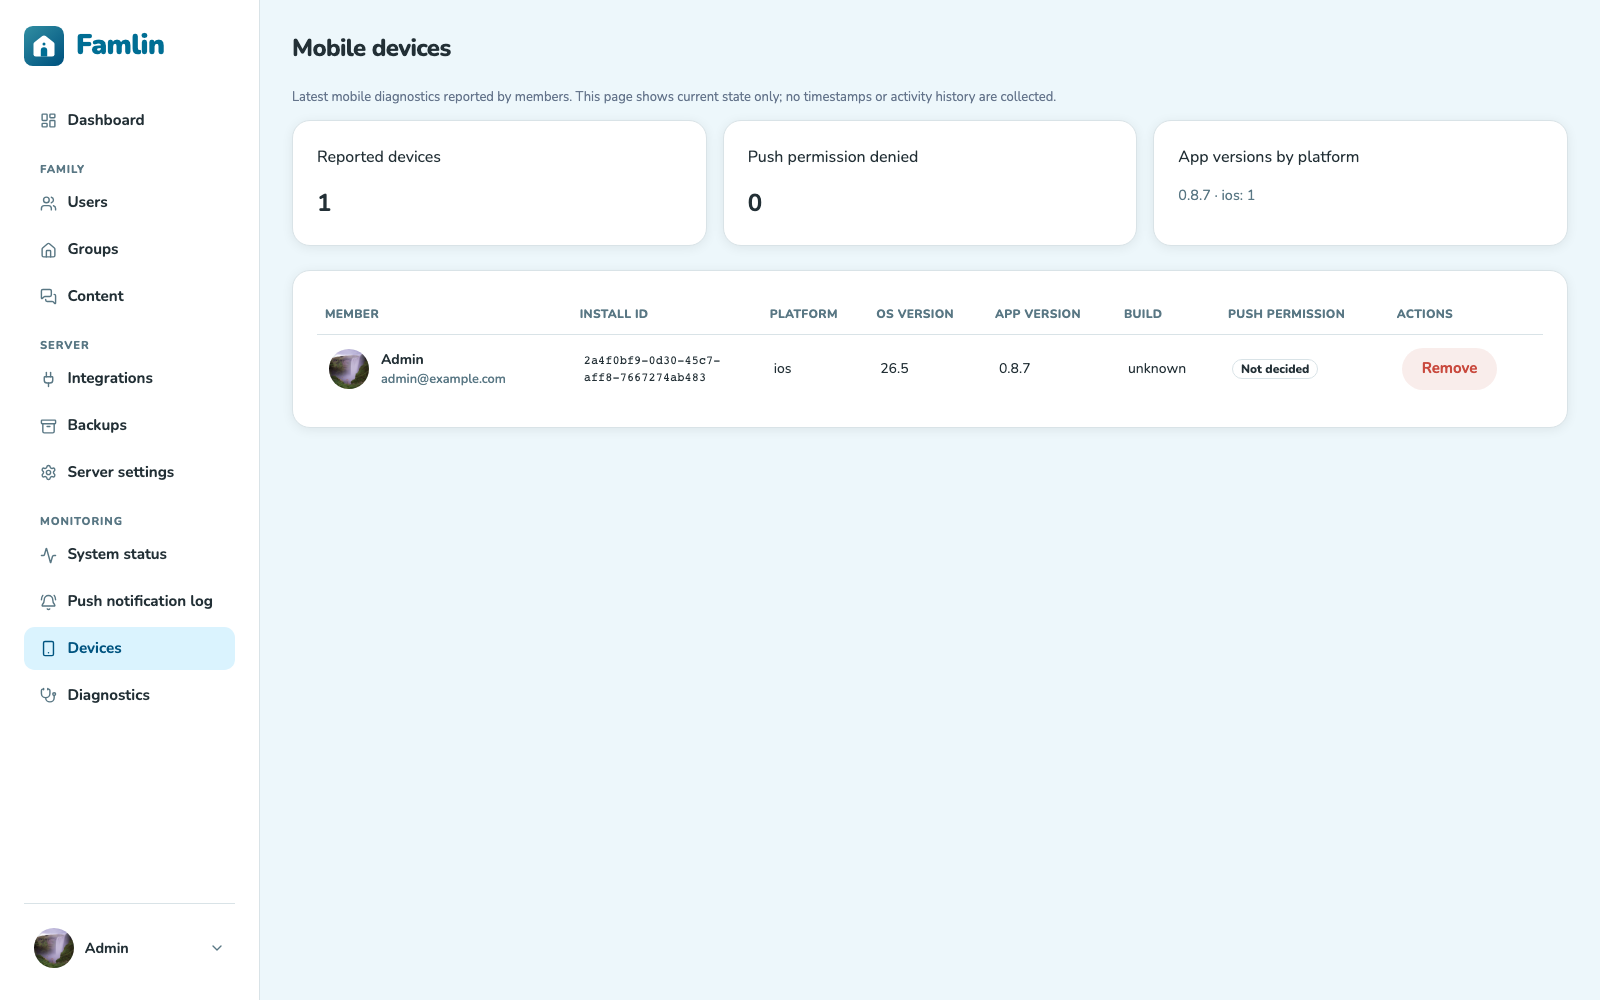 Famlin
Dashboard
FAMILY
Users
Groups
Content
SERVER
Integrations
Backups
Server settings
MONITORING
System status
Push notification log
Devices
Diagnostics
Admin
Mobile devices
Latest mobile diagnostics reported by members. This page shows current state only; no timestamps or activity history are collected.
Reported devices
1
Push permission denied
0
App versions by platform
0.8.7 · ios: 1
MEMBER INSTALL ID PLATFORM OS VERSION APP VERSION BUILD PUSH PERMISSION ACTIONS
Admin
admin@example.com
2a4f0bf9-0d30-45c7-
aff8-7667274ab483
ios
26.5
0.8.7
unknown
Not decided
Remove